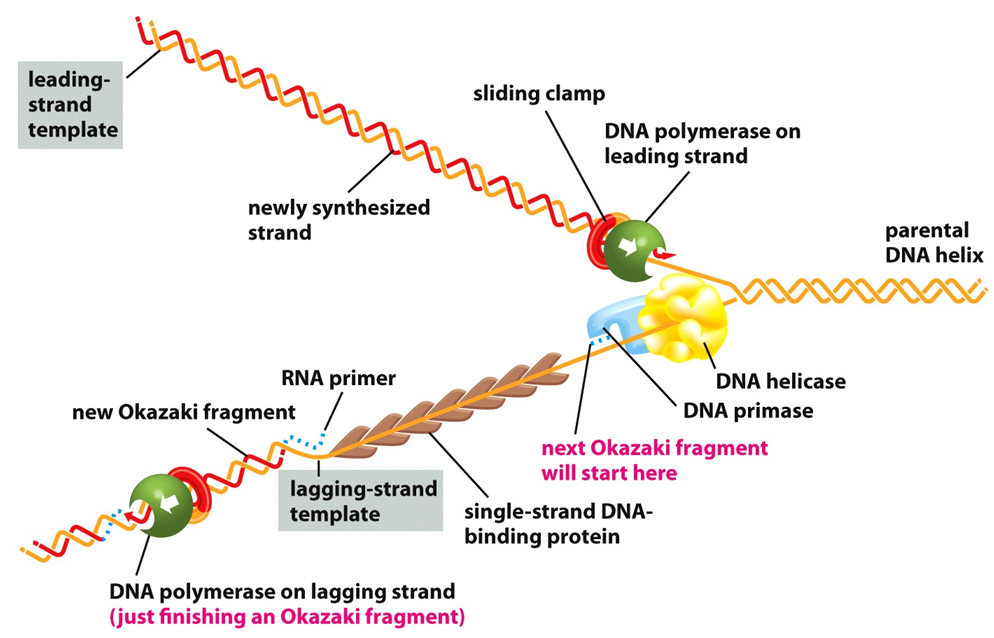 leading-
strand
template
sliding clamp
DNA polymerase on
leading strand
newly synthesized
strand
parental
DNA helix
RNA primer
new Okazaki fragment
DNA helicase
DNA primase
next Okazaki fragment
will start here
lagging-strand
template
single-strand DNA-
binding protein
DNA polymerase on lagging strand
(just finishing an Okazaki fragment)